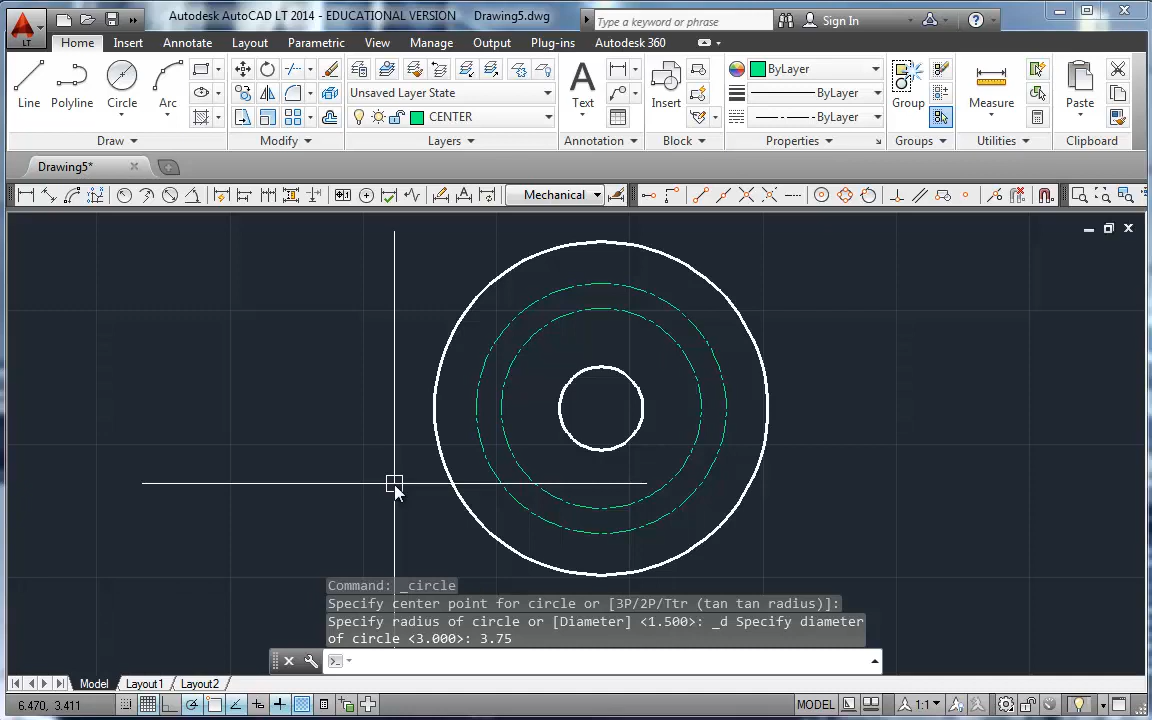 Autodesk AutoCAD LT 2014 - EDUCATIONAL VERSION Drawing5.dwg
Type a keyword or phrase
Sign In
LT
Home Insert Annotate Layout Parametric View Manage Output Plug-ins Autodesk 360
Line Polyline Circle Arc
Unsaved Layer State
CENTER
Text
Insert
ByLayer
ByLayer
ByLayer
Group
Measure
Paste
Draw Modify Layers Annotation Block Properties Groups Utilities Clipboard
Drawing5*
Mechanical
Command: _circle
Specify center point for circle or [3P/2P/Ttr (tan tan radius)]:
Specify radius of circle or [Diameter] <1.500>: _d Specify diameter
of circle <3.000>: 3.75
Model Layout1 Layout2
6.470, 3.411
MODEL
1:1